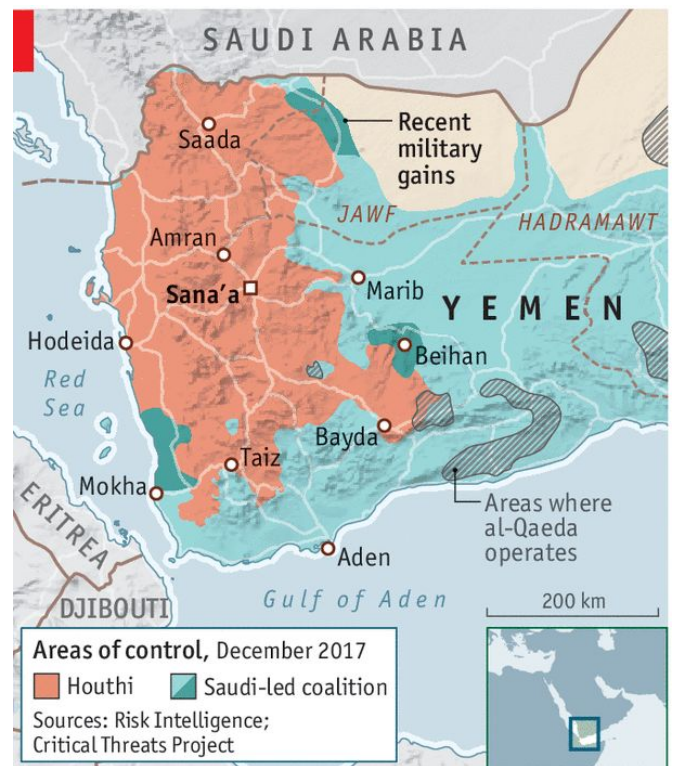 SAUDI ARABIA
Recent
military
gains
Saada
JAWF
HADRAMAWT
Amran
Sana’a
Marib
YEMEN
Hodeida
Beihan
Red
Sea
Bayda
Taiz
Mokha
Areas where
al-Qaeda
operates
ERITREA
Aden
DJIBOUTI
Gulf of Aden
200 km
Areas of control, December 2017
Houthi
Saudi-led coalition
Sources: Risk Intelligence;
Critical Threats Project